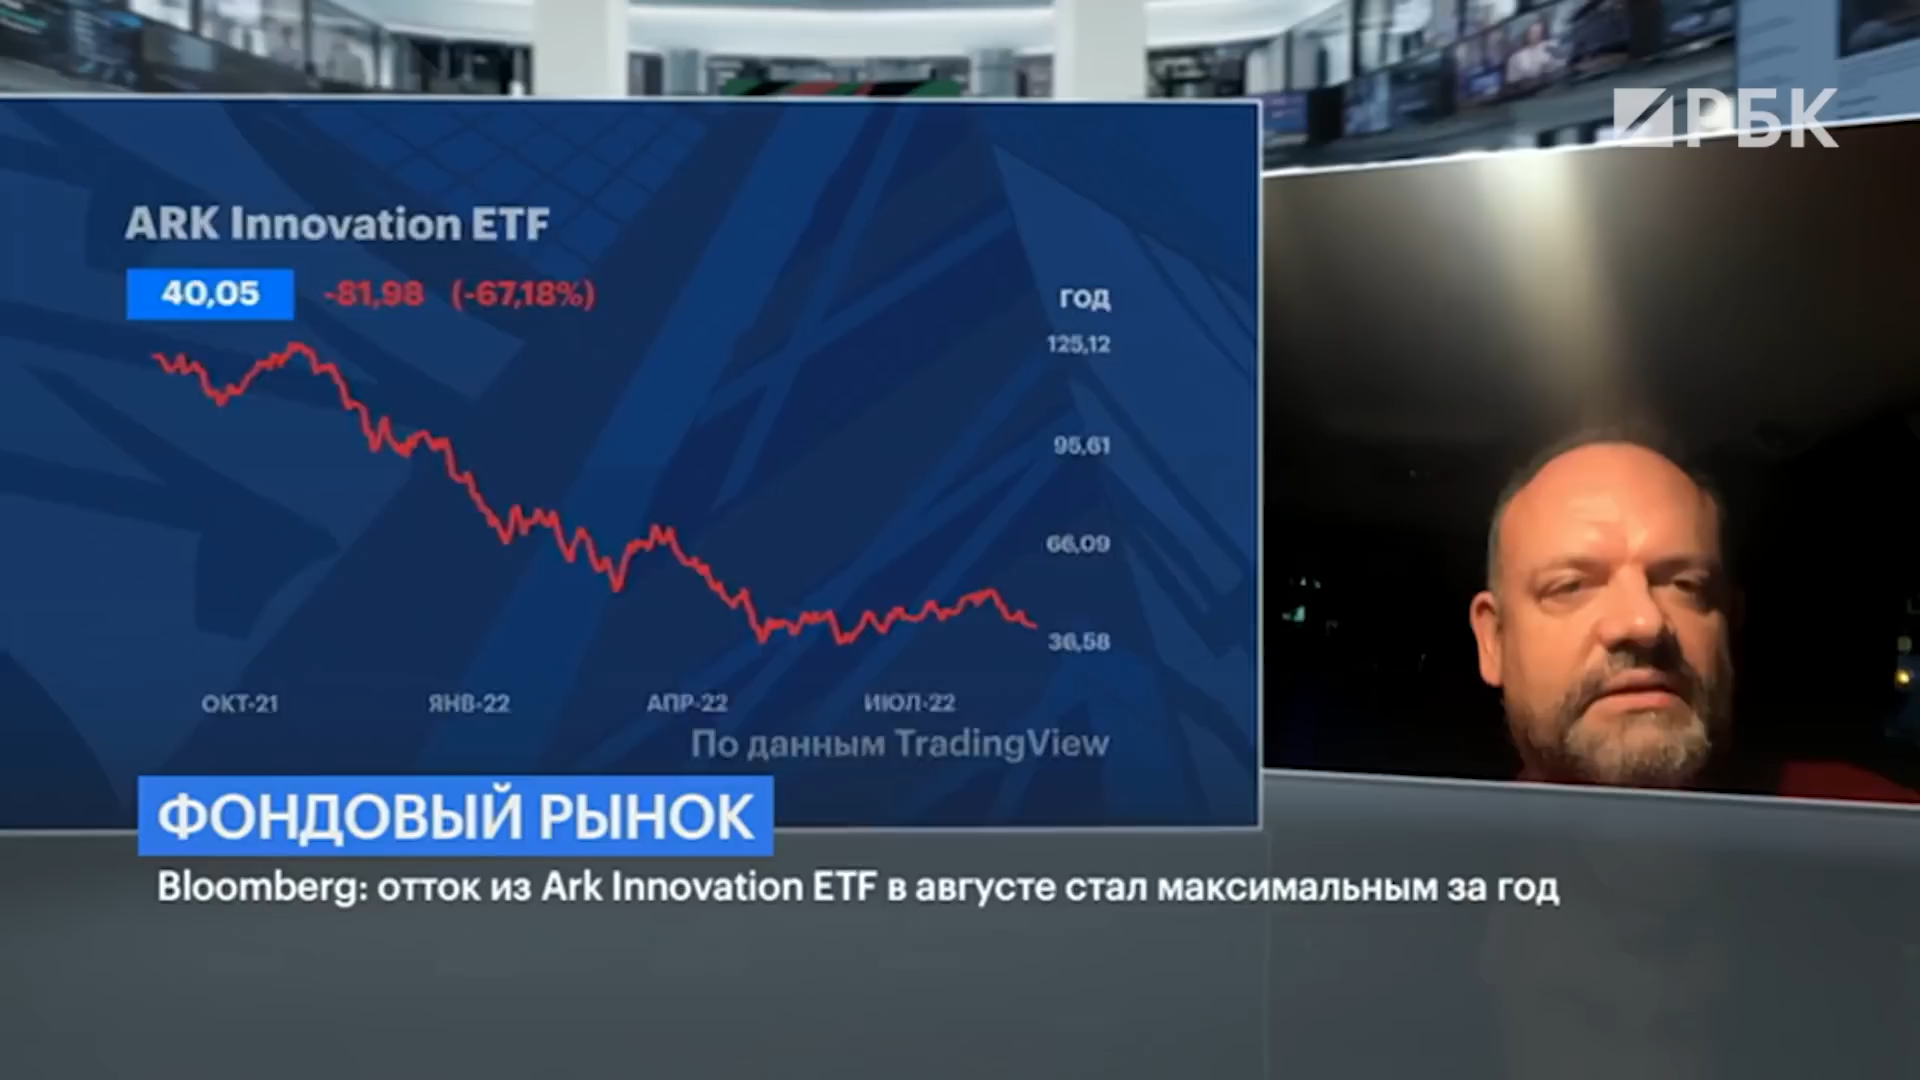 РБК
ARK Innovation ETF
40,05 -81,98 (-67,18%)
год
125,12
95,61
66,09
36,58
ОКТ-21 ЯНВ-22 АПР-22 ИЮЛ-22
По данным TradingView
ФОНДОВЫЙ РЫНОК
Bloomberg: отток из Ark Innovation ETF в августе стал максимальным за год